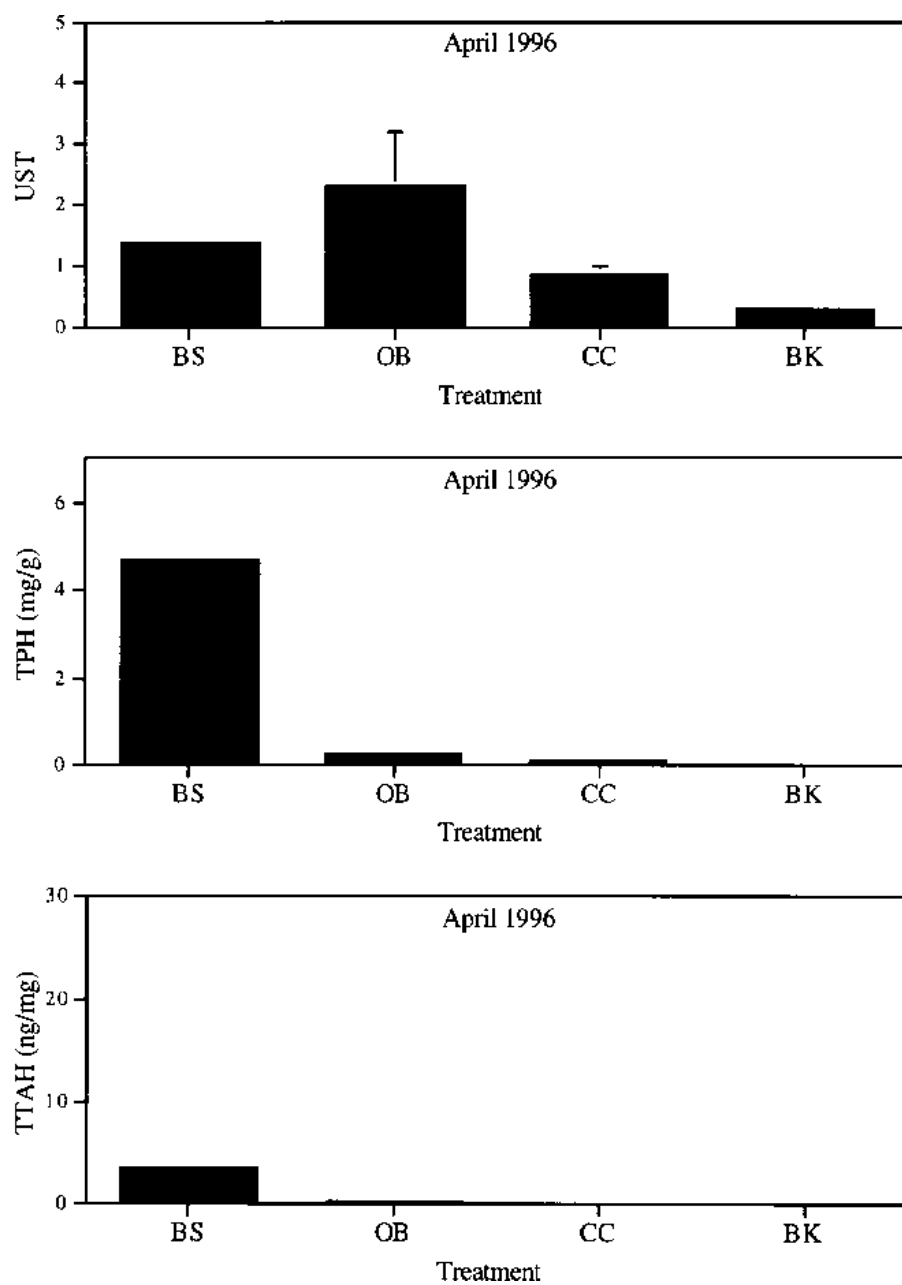 April 1996
5
4
3
2
1
0
UST
BS OB CC BK
Treatment
April 1996
6
4
2
0
TPH (mg/g)
BS OB CC BK
Treatment
April 1996
30
20
10
0
TTAH (ng/mg)
BS OB CC BK
Treatment